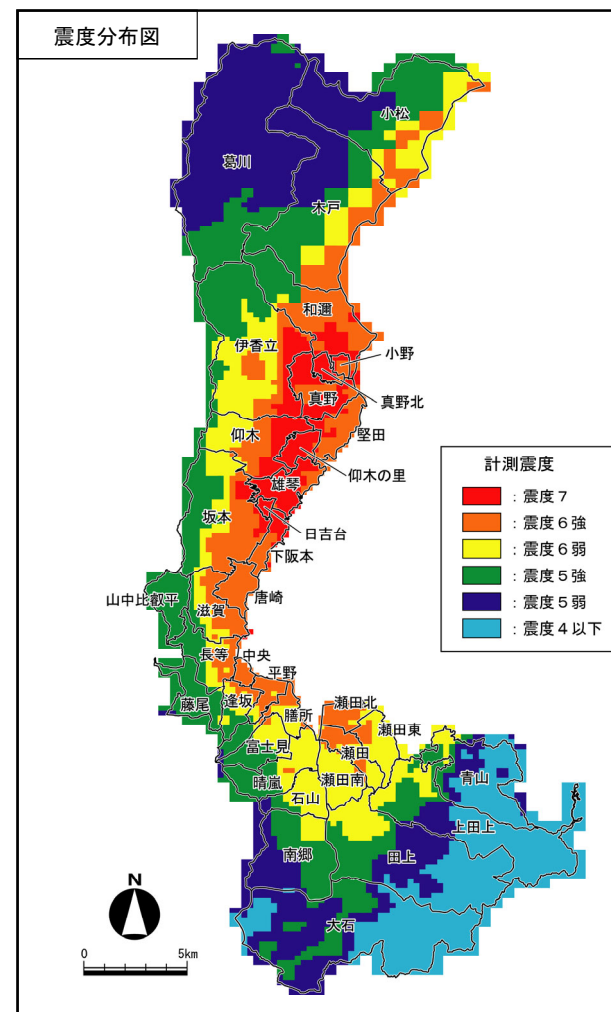 震度分布図
小松
葛川
木戸
和邇
伊香立
小野
真野
真野北
仰木
堅田
仰木の里
雄琴
坂本
日吉台
下阪本
山中比叡平
唐崎
滋賀
長等
中央
平野
藤尾
逢坂
膳所
瀬田北
瀬田東
富士見
瀬田
晴嵐
瀬田南
石山
青山
上田上
南郷
田上
大石
計測震度
：震度７
：震度６強
：震度６弱
：震度５強
：震度５弱
：震度４以下
N
0 5km